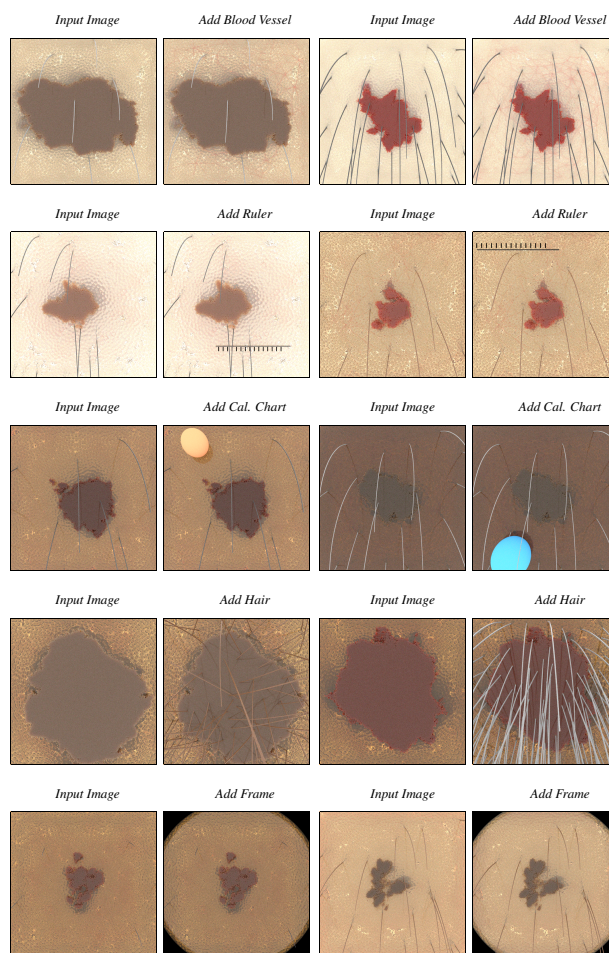 Input Image Add Blood Vessel Input Image Add Blood Vessel
Input Image Add Ruler Input Image Add Ruler
Input Image Add Cal. Chart Input Image Add Cal. Chart
Input Image Add Hair Input Image Add Hair
Input Image Add Frame Input Image Add Frame